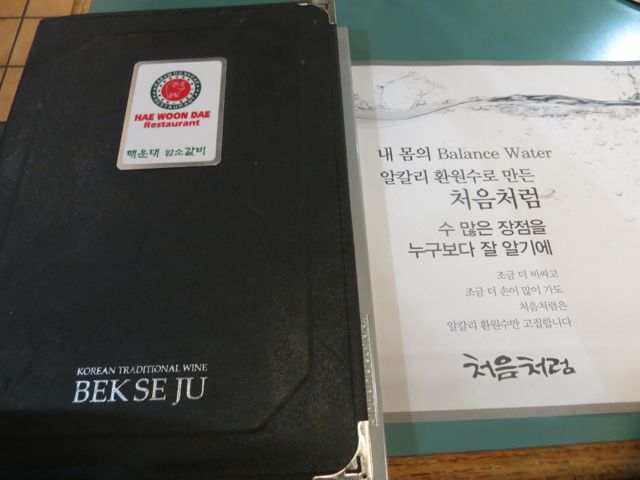 HAE WOON DAE
Restaurant
해운대 암소갈비
KOREAN TRADITIONAL WINE
BEK SE JU
내 몸의 Balance Water
알칼리 환원수로 만든
처음처럼
수 많은 장점을
누구보다 잘 알기에
조금 더 비싸고
조금 더 손이 많이 가도
처음처럼은
알칼리 환원수만 고집합니다
처음처럼